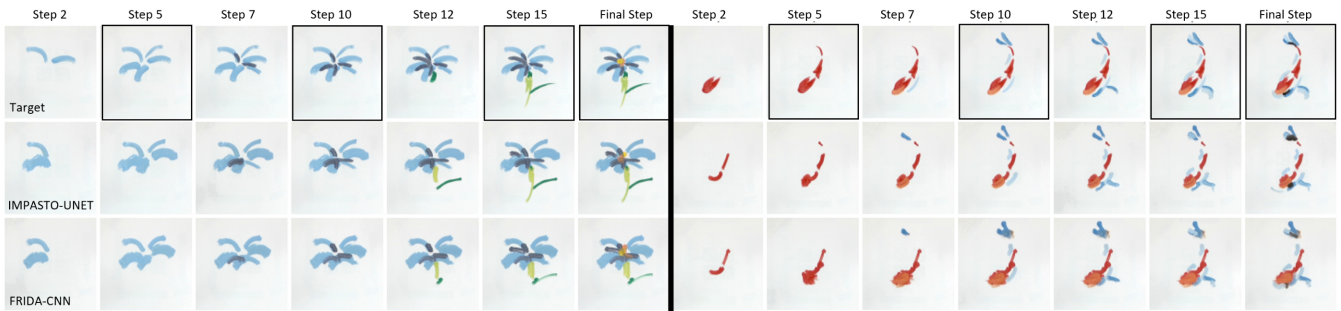 Step 2 Step 5 Step 7 Step 10 Step 12 Step 15 Final Step Step 2 Step 5 Step 7 Step 10 Step 12 Step 15 Final Step
Target
IMPASTO-UNET
FRIDA-CNN